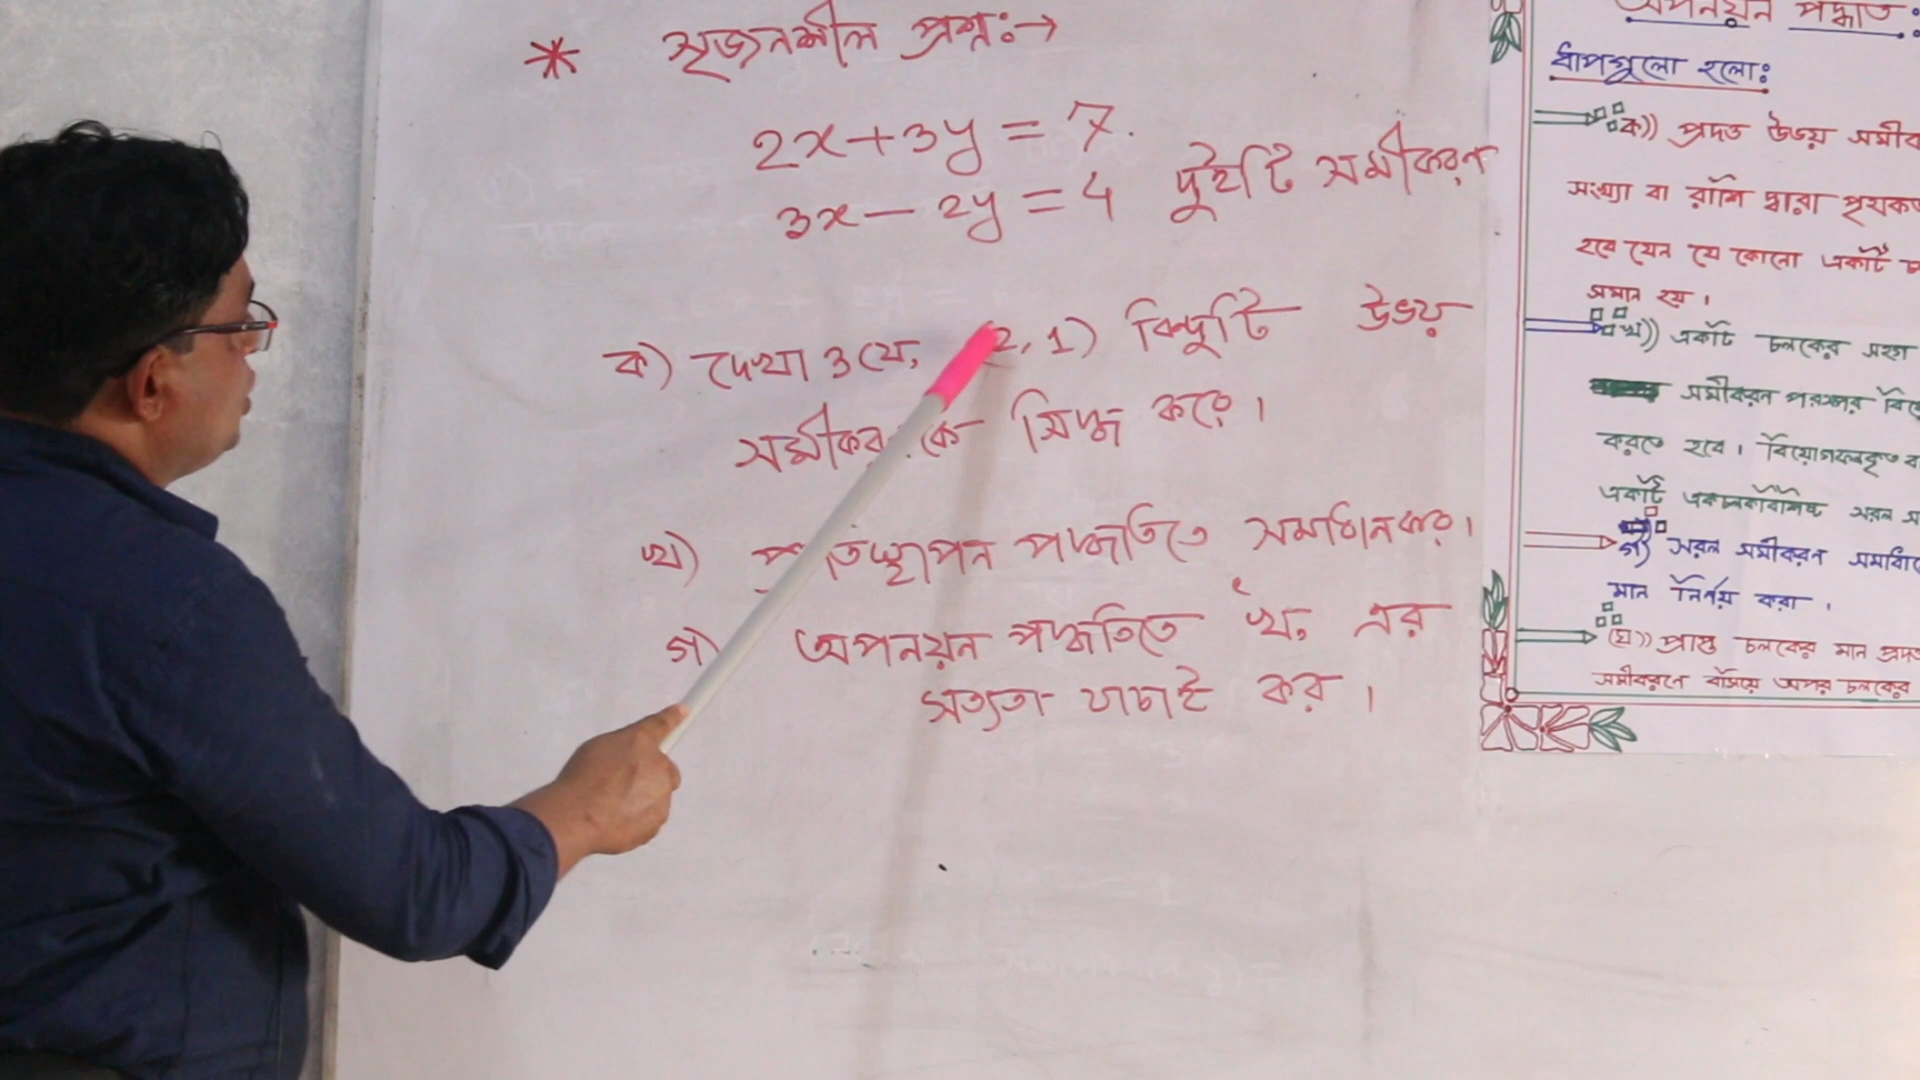 * সৃজনশীল প্রশ্ন:→
2x+3y=7.
3x-2y=4 দুইটি সমীকরণ
ক) দেখাও যে, 2,1) বিন্দুটি উভয়
সমীকরণকে সিদ্ধ করে।
খ) প্রতিস্থাপন পদ্ধতিতে সমাধান কর।
গ) অপনয়ন পদ্ধতিতে 'খ' এর
সত্যতা যাচাই কর।
অপনয়ন পদ্ধতি:
ধাপগুলো হলো:
ক)) প্রদত্ত উভয় সমীক
সংখ্যা বা রাশি দ্বারা পৃথক
হবে যেন যে কোনো একটি চ
সমান হয়।
খ)) একটি চলকের সহগ
সমীকরণ পরস্পর বিয়ো
করতে হবে। বিয়োগফলকৃত
একটি একচলকবিশিষ্ট সরল স
গ) সরল সমীকরণ সমাধা
মান নির্ণয় করা।
ঘ)) প্রাপ্ত চলকের মান প্রদত্ত
সমীকরণে বসিয়ে অপর চলকের